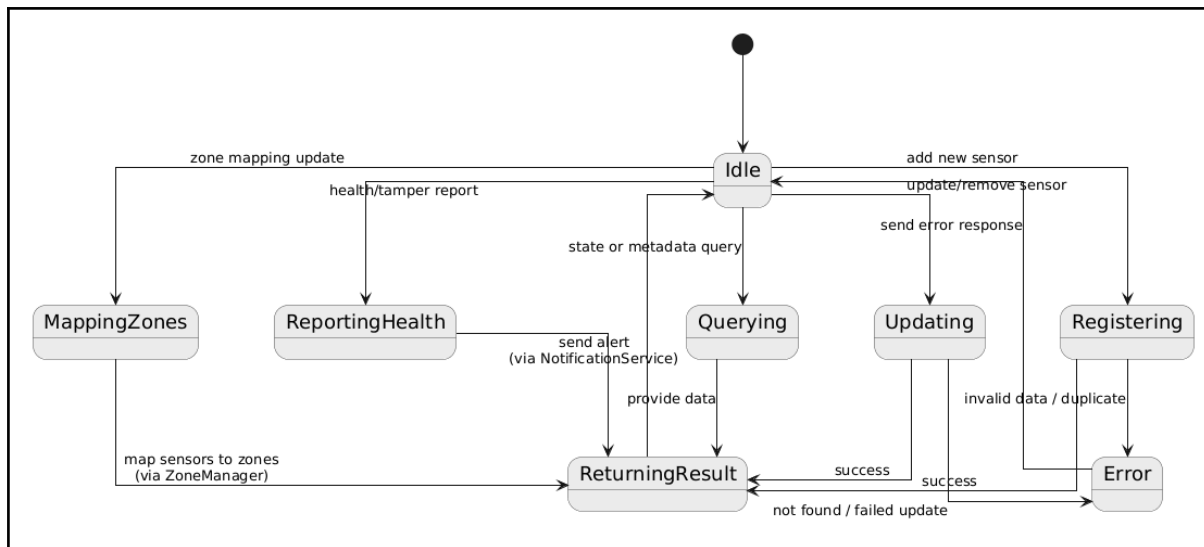 zone mapping update
Idle
add new sensor
health/tamper report
update/remove sensor
state or metadata query
send error response
MappingZones
ReportingHealth
Querying
Updating
Registering
send alert
(via NotificationService)
provide data
invalid data / duplicate
map sensors to zones
(via ZoneManager)
ReturningResult
success
success
Error
not found / failed update